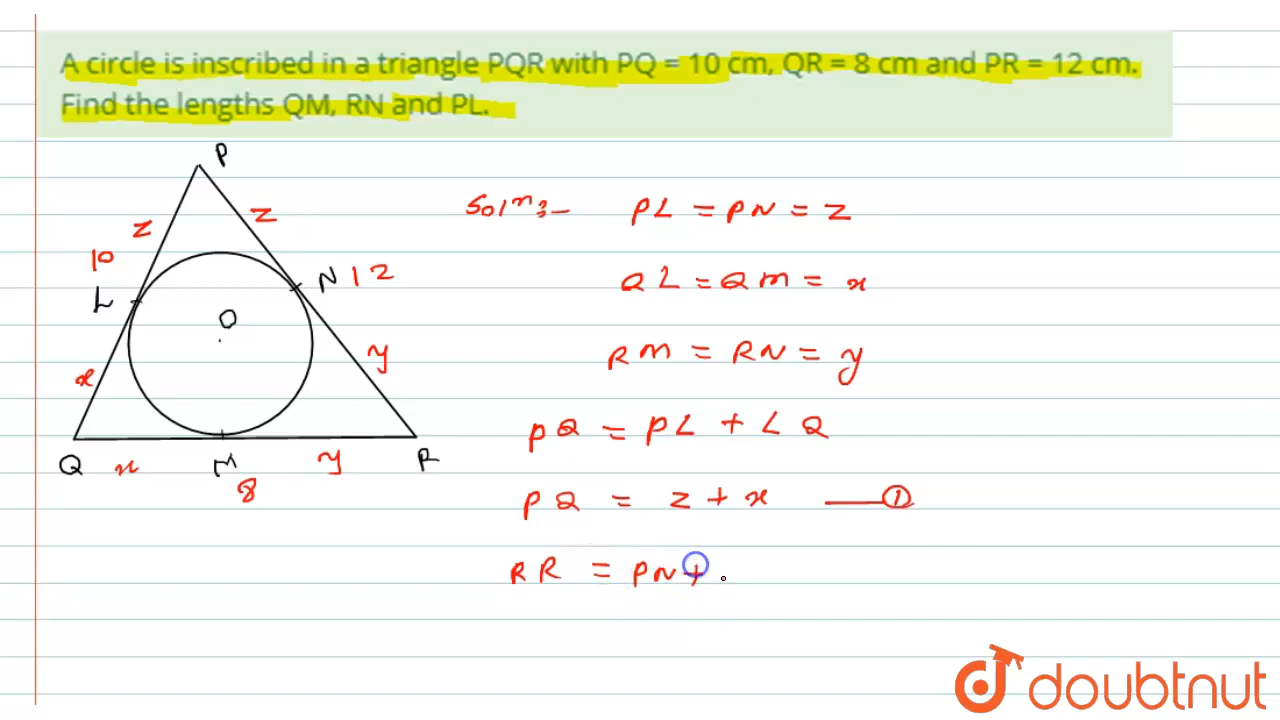 A circle is inscribed in a triangle PQR with PQ = 10 cm, QR = 8 cm and PR = 12 cm.
Find the lengths QM, RN and PL.
P
z
z
10
L
N 12
O
x
y
Q
x
M
y
R
8
Solⁿ:-
PL = PN = z
QL = QM = x
RM = RN = y
PQ = PL + LQ
PQ = z + x —— ①
RR = PN +
doubtnut